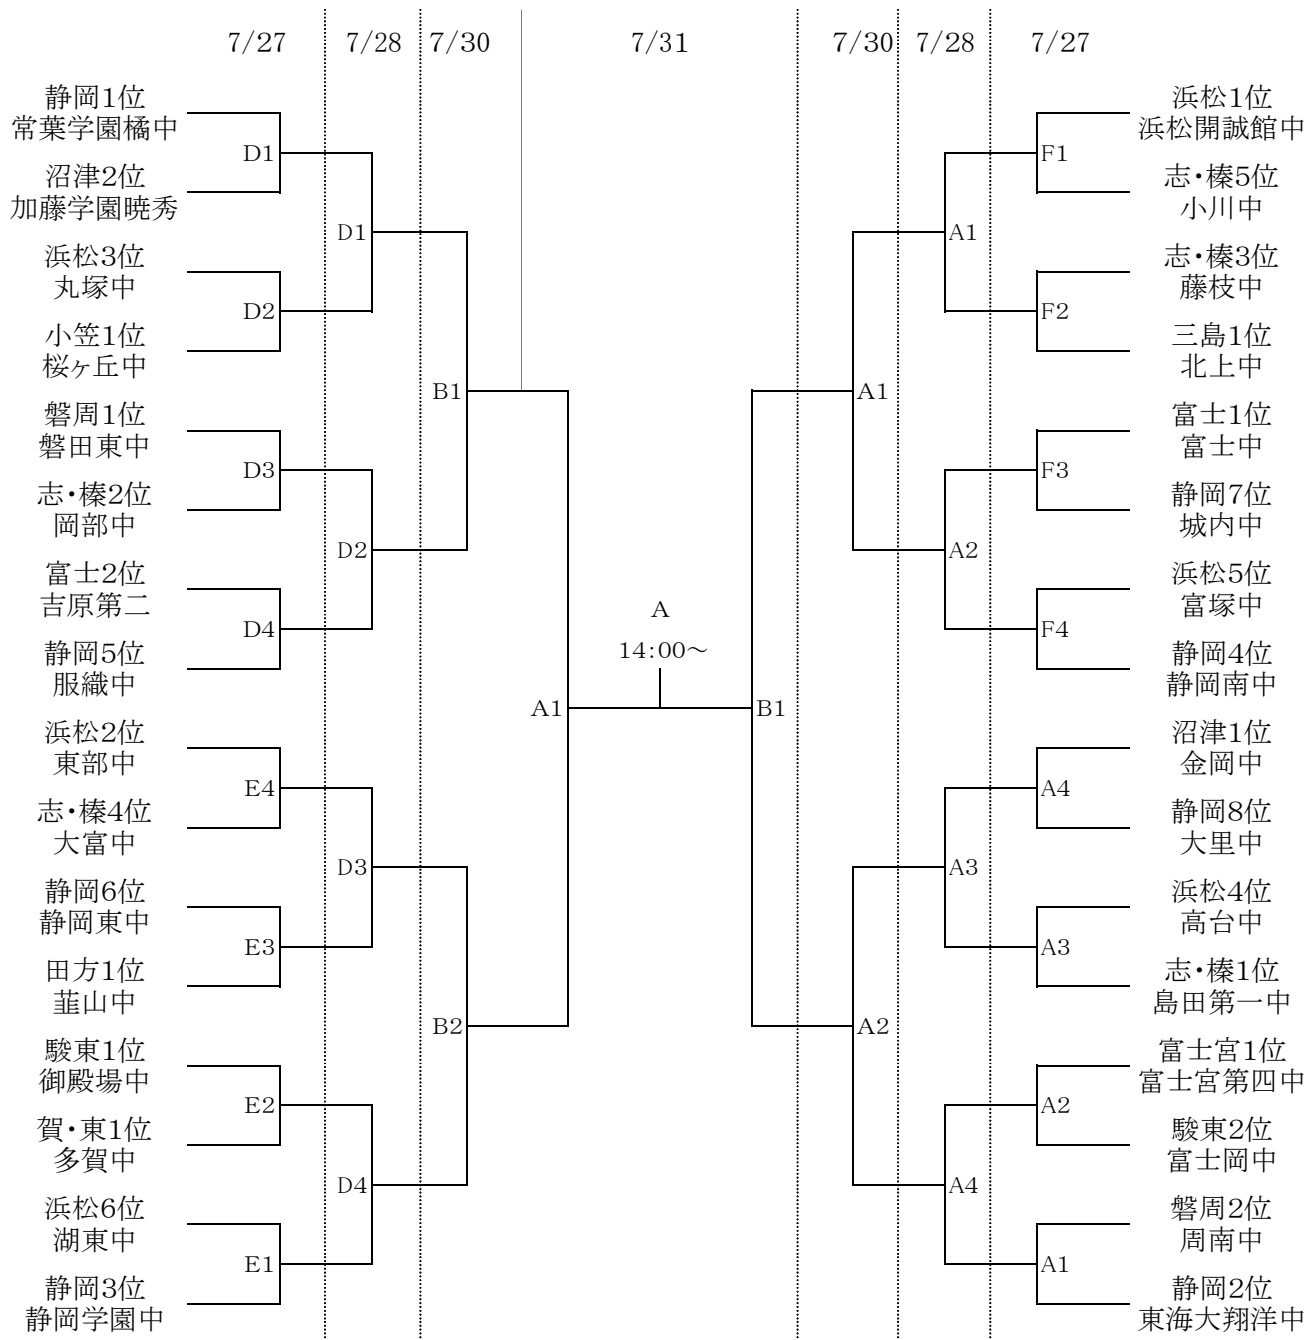 7/27
7/28
7/30
7/31
7/30
7/28
7/27
静岡1位
常葉学園橘中
沼津2位
加藤学園暁秀
浜松3位
丸塚中
小笠1位
桜ヶ丘中
磐周1位
磐田東中
志・榛2位
岡部中
富士2位
吉原第二
静岡5位
服織中
浜松2位
東部中
志・榛4位
大富中
静岡6位
静岡東中
田方1位
韮山中
駿東1位
御殿場中
賀・東1位
多賀中
浜松6位
湖東中
静岡3位
静岡学園中
D1
D2
D3
D4
E4
E3
E2
E1
D1
D2
D3
D4
B1
B2
A1
A
14:00～
B1
A1
A2
A1
A2
A3
A4
F1
F2
F3
F4
A4
A3
A2
A1
浜松1位
浜松開誠館中
志・榛5位
小川中
志・榛3位
藤枝中
三島1位
北上中
富士1位
富士中
静岡7位
城内中
浜松5位
富塚中
静岡4位
静岡南中
沼津1位
金岡中
静岡8位
大里中
浜松4位
高台中
志・榛1位
島田第一中
富士宮1位
富士宮第四中
駿東2位
富士岡中
磐周2位
周南中
静岡2位
東海大翔洋中